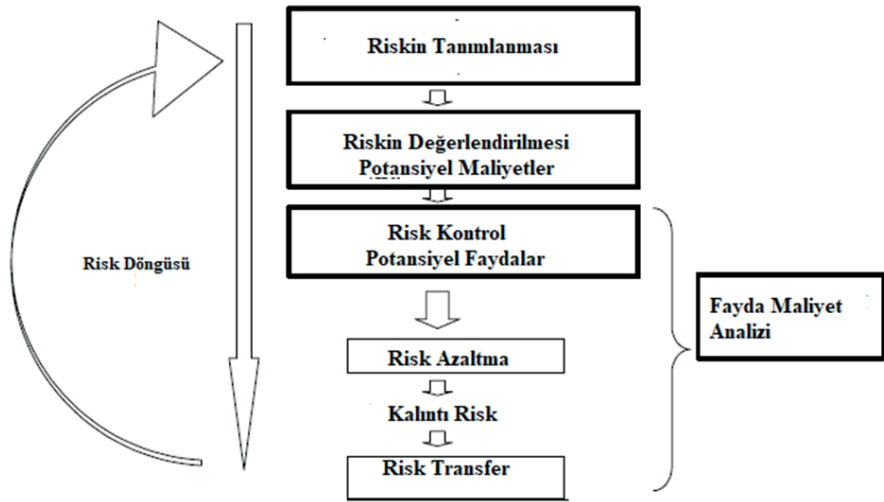 Riskin Tanımlanması
Riskin Değerlendirilmesi
Potansiyel Maliyetler
Risk Kontrol
Potansiyel Faydalar
Risk Döngüsü
Fayda Maliyet
Analizi
Risk Azaltma
Kalıntı Risk
Risk Transfer